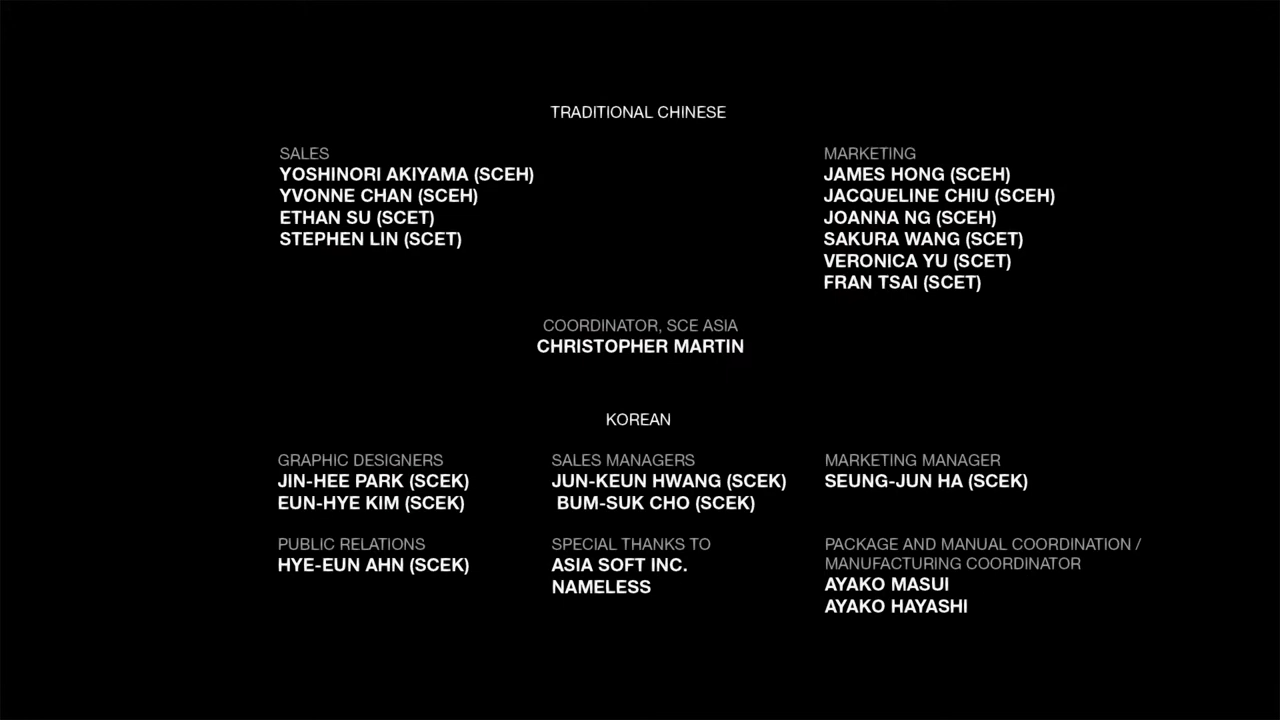 TRADITIONAL CHINESE
SALES
YOSHINORI AKIYAMA (SCEH)
YVONNE CHAN (SCEH)
ETHAN SU (SCET)
STEPHEN LIN (SCET)
MARKETING
JAMES HONG (SCEH)
JACQUELINE CHIU (SCEH)
JOANNA NG (SCEH)
SAKURA WANG (SCET)
VERONICA YU (SCET)
FRAN TSAI (SCET)
COORDINATOR, SCE ASIA
CHRISTOPHER MARTIN
KOREAN
GRAPHIC DESIGNERS
JIN-HEE PARK (SCEK)
EUN-HYE KIM (SCEK)
SALES MANAGERS
JUN-KEUN HWANG (SCEK)
BUM-SUK CHO (SCEK)
MARKETING MANAGER
SEUNG-JUN HA (SCEK)
PUBLIC RELATIONS
HYE-EUN AHN (SCEK)
SPECIAL THANKS TO
ASIA SOFT INC.
NAMELESS
PACKAGE AND MANUAL COORDINATION /
MANUFACTURING COORDINATOR
AYAKO MASUI
AYAKO HAYASHI